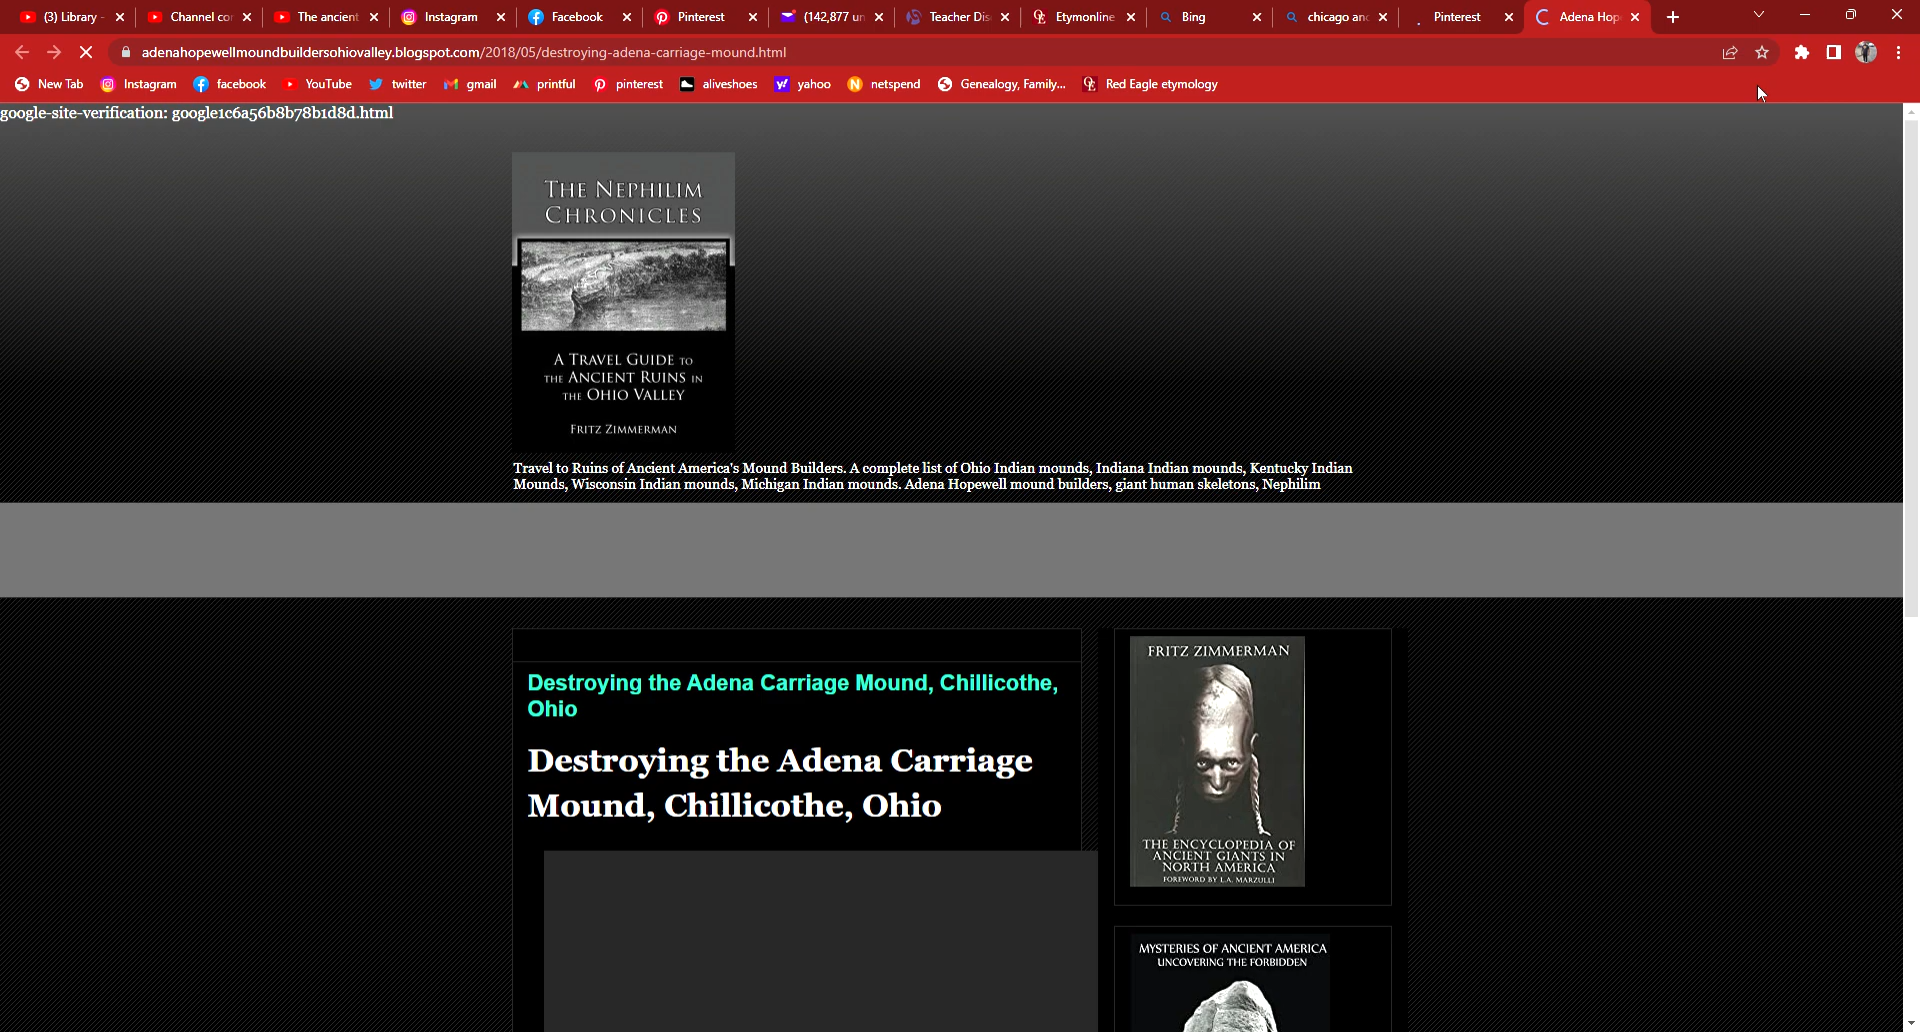 (3) Library -
Channel co
The ancient
Instagram
Facebook
Pinterest
(142,877 un
Teacher Dis
Etymonline
Bing
chicago and
Pinterest
Adena Hop
adenahopewellmoundbuildersohiovalley.blogspot.com/2018/05/destroying-adena-carriage-mound.html
New Tab
Instagram
facebook
YouTube
twitter
gmail
printful
pinterest
aliveshoes
yahoo
netspend
Genealogy, Family...
Red Eagle etymology
google-site-verification: google1c6a56b8b78b1d8d.html
THE NEPHILIM
CHRONICLES
A TRAVEL GUIDE TO
THE ANCIENT RUINS IN
THE OHIO VALLEY
FRITZ ZIMMERMAN
Travel to Ruins of Ancient America's Mound Builders. A complete list of Ohio Indian mounds, Indiana Indian mounds, Kentucky Indian
Mounds, Wisconsin Indian mounds, Michigan Indian mounds. Adena Hopewell mound builders, giant human skeletons, Nephilim
Destroying the Adena Carriage Mound, Chillicothe,
Ohio
Destroying the Adena Carriage
Mound, Chillicothe, Ohio
FRITZ ZIMMERMAN
THE ENCYCLOPEDIA OF
ANCIENT GIANTS IN
NORTH AMERICA
FOREWORD BY L.A. MARZULLI
MYSTERIES OF ANCIENT AMERICA
UNCOVERING THE FORBIDDEN